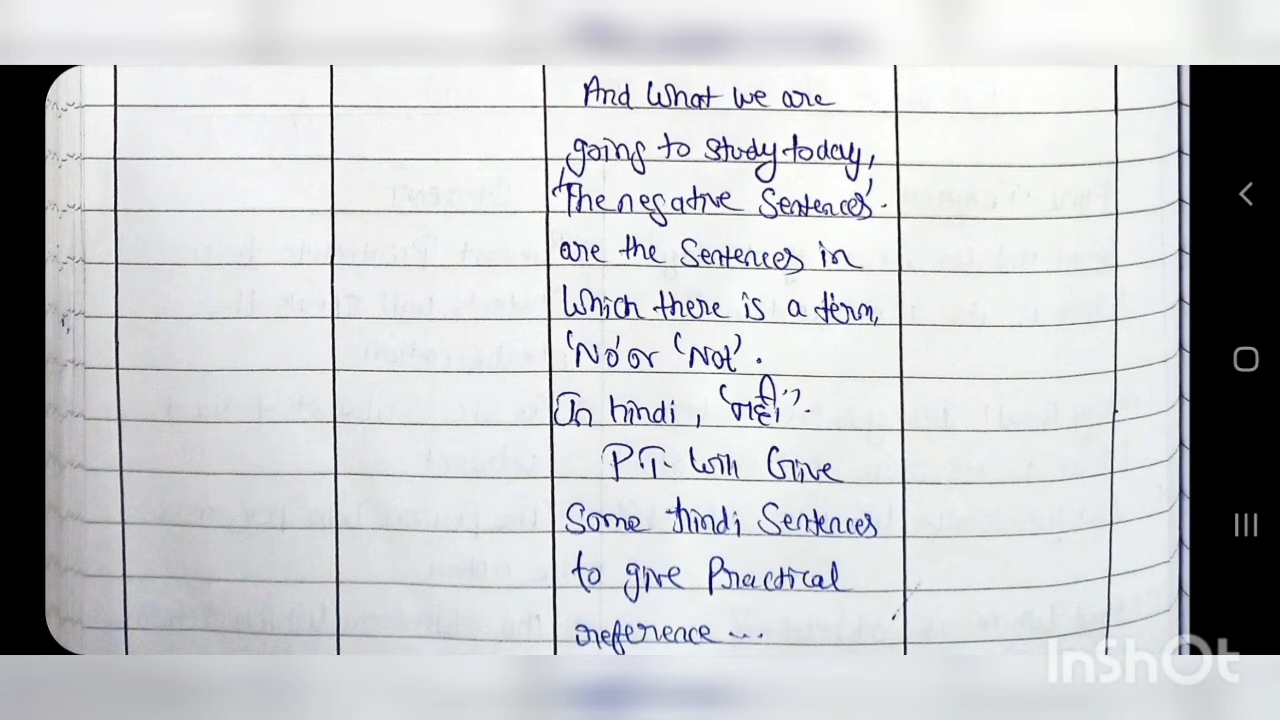 And What we are
going to study today,
'The negative Sentences'.
are the Sentences in
Which there is a term,
'No' or 'Not'.
In hindi, 'नहीं'.
P.T. Will Give
Some hindi Sentences
to give Practical
reference ...
InShOt